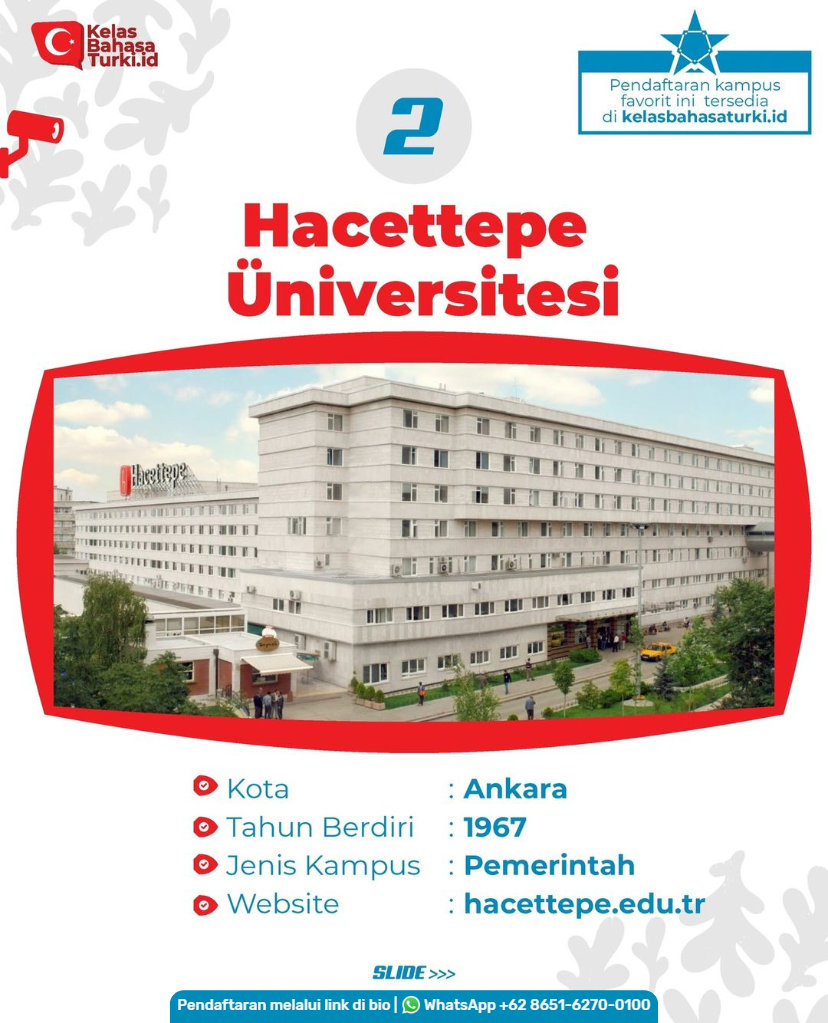 Kelas
Bahasa
Turki.id
Pendaftaran kampus
favorit ini tersedia
di kelasbahasaturki.id
2
Hacettepe
Üniversitesi
Hacettepe
Kota : Ankara
Tahun Berdiri : 1967
Jenis Kampus : Pemerintah
Website : hacettepe.edu.tr
SLIDE >>>
Pendaftaran melalui link di bio | WhatsApp +62 8651-6270-0100